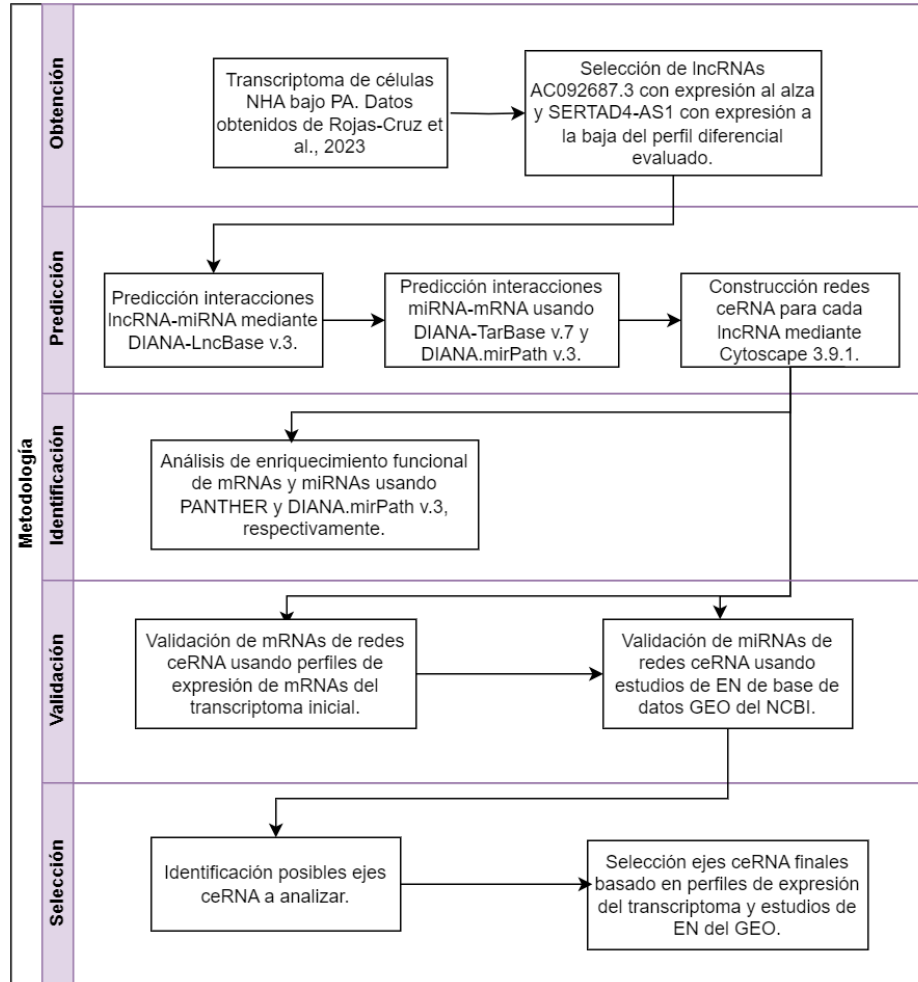 Metodología
Obtención
Transcriptoma de células
NHA bajo PA. Datos
obtenidos de Rojas-Cruz et
al., 2023
Selección de lncRNAs
AC092687.3 con expresión al alza
y SERTAD4-AS1 con expresión a
la baja del perfil diferencial
evaluado.
Predicción
Predicción interacciones
lncRNA-miRNA mediante
DIANA-LncBase v.3.
Predicción interacciones
miRNA-mRNA usando
DIANA-TarBase v.7 y
DIANA.mirPath v.3.
Construcción redes
ceRNA para cada
lncRNA mediante
Cytoscape 3.9.1.
Identificación
Análisis de enriquecimiento funcional
de mRNAs y miRNAs usando
PANTHER y DIANA.mirPath v.3,
respectivamente.
Validación
Validación de mRNAs de redes
ceRNA usando perfiles de
expresión de mRNAs del
transcriptoma inicial.
Validación de miRNAs de
redes ceRNA usando
estudios de EN de base de
datos GEO del NCBI.
Selección
Identificación posibles ejes
ceRNA a analizar.
Selección ejes ceRNA finales
basado en perfiles de expresión
del transcriptoma y estudios de
EN del GEO.